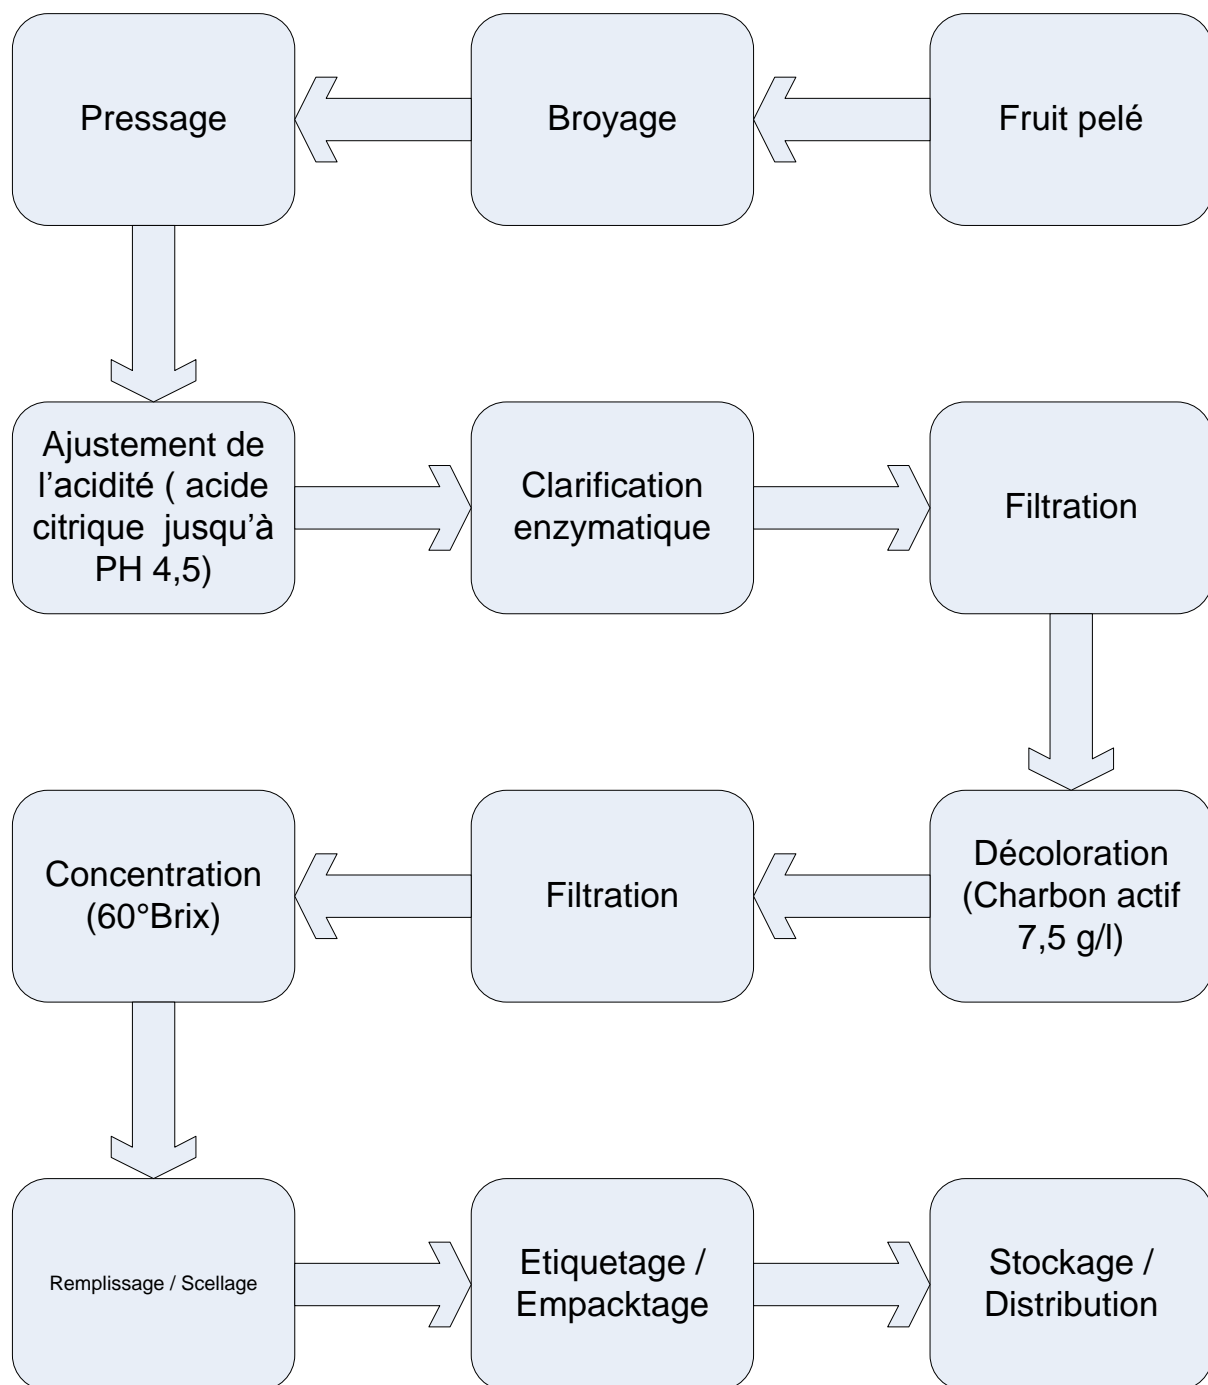 Pressage
Broyage
Fruit pelé
Ajustement de
l’acidité ( acide
citrique  jusqu’à
PH 4,5)
Clarification
enzymatique
Filtration
Concentration
(60°Brix)
Filtration
Décoloration
(Charbon actif
7,5 g/l)
Remplissage / Scellage
Etiquetage /
Empacktage
Stockage /
Distribution